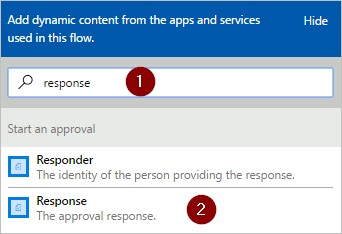 Add dynamic content from the apps and services
used in this flow.
Hide
response
1
Start an approval
Responder
The identity of the person providing the response.
Response
The approval response.
2